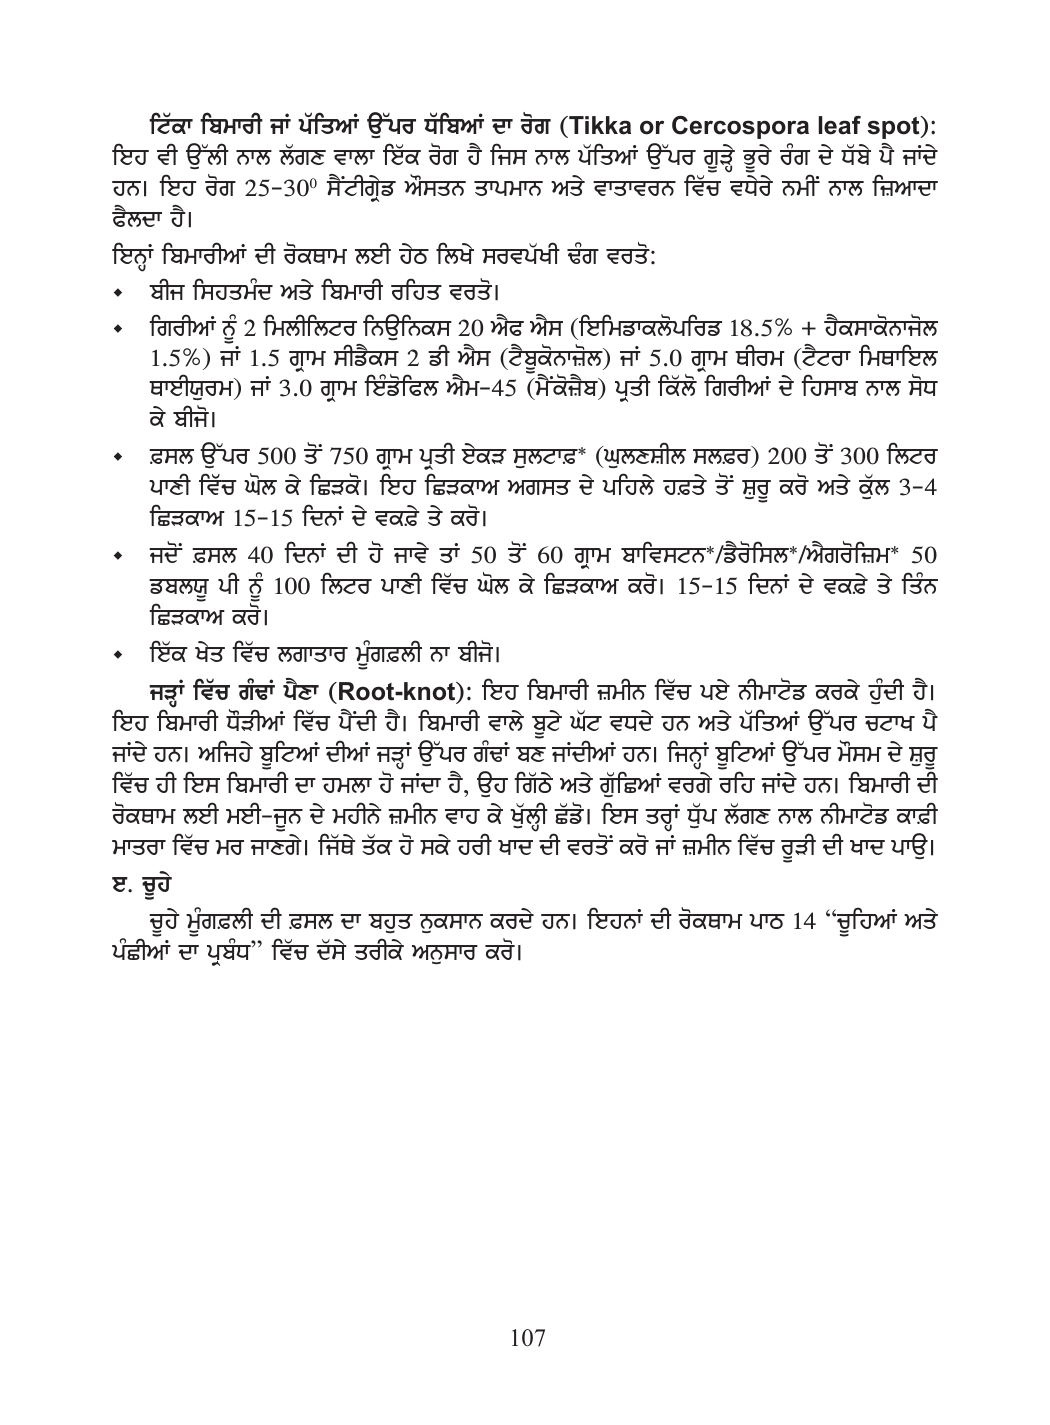 ਟਿੱਕਾ ਬਿਮਾਰੀ ਜਾਂ ਪੱਤਿਆਂ ਉੱਪਰ ਧੱਬਿਆਂ ਦਾ ਰੋਗ (Tikka or Cercospora leaf spot):
ਇਹ ਵੀ ਉੱਲੀ ਨਾਲ ਲੱਗਣ ਵਾਲਾ ਇੱਕ ਰੋਗ ਹੈ ਜਿਸ ਨਾਲ ਪੱਤਿਆਂ ਉੱਪਰ ਗੂੜ੍ਹੇ ਭੂਰੇ ਰੰਗ ਦੇ ਧੱਬੇ ਪੈ ਜਾਂਦੇ
ਹਨ। ਇਹ ਰੋਗ 25-30⁰ ਸੈਂਟੀਗ੍ਰੇਡ ਔਸਤਨ ਤਾਪਮਾਨ ਅਤੇ ਵਾਤਾਵਰਨ ਵਿੱਚ ਵਧੇਰੇ ਨਮੀਂ ਨਾਲ ਜ਼ਿਆਦਾ
ਫੈਲਦਾ ਹੈ।
ਇਨ੍ਹਾਂ ਬਿਮਾਰੀਆਂ ਦੀ ਰੋਕਥਾਮ ਲਈ ਹੇਠ ਲਿਖੇ ਸਰਵਪੱਖੀ ਢੰਗ ਵਰਤੋ:
⬩ ਬੀਜ ਸਿਹਤਮੰਦ ਅਤੇ ਬਿਮਾਰੀ ਰਹਿਤ ਵਰਤੋ।
⬩ ਗਿਰੀਆਂ ਨੂੰ 2 ਮਿਲੀਲਿਟਰ ਨਿਉਨਿਕਸ 20 ਐਫ ਐਸ (ਇਮਿਡਾਕਲੋਪਰਿਡ 18.5% + ਹੈਕਸਾਕੋਨਾਜੋਲ
1.5%) ਜਾਂ 1.5 ਗ੍ਰਾਮ ਸੀਡੈਕਸ 2 ਡੀ ਐਸ (ਟੈਬੂਕੋਨਾਜ਼ੋਲ) ਜਾਂ 5.0 ਗ੍ਰਾਮ ਥੀਰਮ (ਟੈਟਰਾ ਮਿਥਾਇਲ
ਥਾਈਯੁਰਮ) ਜਾਂ 3.0 ਗ੍ਰਾਮ ਇੰਡੋਫਿਲ ਐਮ-45 (ਮੈਂਕੋਜ਼ੈਬ) ਪ੍ਰਤੀ ਕਿੱਲੋ ਗਿਰੀਆਂ ਦੇ ਹਿਸਾਬ ਨਾਲ ਸੋਧ
ਕੇ ਬੀਜੋ।
⬩ ਫ਼ਸਲ ਉੱਪਰ 500 ਤੋਂ 750 ਗ੍ਰਾਮ ਪ੍ਰਤੀ ਏਕੜ ਸੁਲਟਾਫ਼* (ਘੁਲਣਸ਼ੀਲ ਸਲਫ਼ਰ) 200 ਤੋਂ 300 ਲਿਟਰ
ਪਾਣੀ ਵਿੱਚ ਘੋਲ ਕੇ ਛਿੜਕੋ। ਇਹ ਛਿੜਕਾਅ ਅਗਸਤ ਦੇ ਪਹਿਲੇ ਹਫ਼ਤੇ ਤੋਂ ਸ਼ੁਰੂ ਕਰੋ ਅਤੇ ਕੁੱਲ 3-4
ਛਿੜਕਾਅ 15-15 ਦਿਨਾਂ ਦੇ ਵਕਫ਼ੇ ਤੇ ਕਰੋ।
⬩ ਜਦੋਂ ਫ਼ਸਲ 40 ਦਿਨਾਂ ਦੀ ਹੋ ਜਾਵੇ ਤਾਂ 50 ਤੋਂ 60 ਗ੍ਰਾਮ ਬਾਵਿਸਟਨ*/ਡੈਰੋਸਿਲ*/ਐਗਰੋਜ਼ਿਮ* 50
ਡਬਲਯੂ ਪੀ ਨੂੰ 100 ਲਿਟਰ ਪਾਣੀ ਵਿੱਚ ਘੋਲ ਕੇ ਛਿੜਕਾਅ ਕਰੋ। 15-15 ਦਿਨਾਂ ਦੇ ਵਕਫ਼ੇ ਤੇ ਤਿੰਨ
ਛਿੜਕਾਅ ਕਰੋ।
⬩ ਇੱਕ ਖੇਤ ਵਿੱਚ ਲਗਾਤਾਰ ਮੂੰਗਫ਼ਲੀ ਨਾ ਬੀਜੋ।
ਜੜ੍ਹਾਂ ਵਿੱਚ ਗੰਢਾਂ ਪੈਣਾ (Root-knot): ਇਹ ਬਿਮਾਰੀ ਜ਼ਮੀਨ ਵਿੱਚ ਪਏ ਨੀਮਾਟੋਡ ਕਰਕੇ ਹੁੰਦੀ ਹੈ।
ਇਹ ਬਿਮਾਰੀ ਧੌੜੀਆਂ ਵਿੱਚ ਪੈਂਦੀ ਹੈ। ਬਿਮਾਰੀ ਵਾਲੇ ਬੂਟੇ ਘੱਟ ਵਧਦੇ ਹਨ ਅਤੇ ਪੱਤਿਆਂ ਉੱਪਰ ਚਟਾਖ ਪੈ
ਜਾਂਦੇ ਹਨ। ਅਜਿਹੇ ਬੂਟਿਆਂ ਦੀਆਂ ਜੜ੍ਹਾਂ ਉੱਪਰ ਗੰਢਾਂ ਬਣ ਜਾਂਦੀਆਂ ਹਨ। ਜਿਨ੍ਹਾਂ ਬੂਟਿਆਂ ਉੱਪਰ ਮੌਸਮ ਦੇ ਸ਼ੁਰੂ
ਵਿੱਚ ਹੀ ਇਸ ਬਿਮਾਰੀ ਦਾ ਹਮਲਾ ਹੋ ਜਾਂਦਾ ਹੈ, ਉਹ ਗਿੱਠੇ ਅਤੇ ਗੁੱਛਿਆਂ ਵਰਗੇ ਰਹਿ ਜਾਂਦੇ ਹਨ। ਬਿਮਾਰੀ ਦੀ
ਰੋਕਥਾਮ ਲਈ ਮਈ-ਜੂਨ ਦੇ ਮਹੀਨੇ ਜ਼ਮੀਨ ਵਾਹ ਕੇ ਖੁੱਲ੍ਹੀ ਛੱਡੋ। ਇਸ ਤਰ੍ਹਾਂ ਧੁੱਪ ਲੱਗਣ ਨਾਲ ਨੀਮਾਟੋਡ ਕਾਫ਼ੀ
ਮਾਤਰਾ ਵਿੱਚ ਮਰ ਜਾਣਗੇ। ਜਿੱਥੇ ਤੱਕ ਹੋ ਸਕੇ ਹਰੀ ਖਾਦ ਦੀ ਵਰਤੋਂ ਕਰੋ ਜਾਂ ਜ਼ਮੀਨ ਵਿੱਚ ਰੂੜੀ ਦੀ ਖਾਦ ਪਾਉ।
ੲ. ਚੂਹੇ
ਚੂਹੇ ਮੂੰਗਫ਼ਲੀ ਦੀ ਫ਼ਸਲ ਦਾ ਬਹੁਤ ਨੁਕਸਾਨ ਕਰਦੇ ਹਨ। ਇਹਨਾਂ ਦੀ ਰੋਕਥਾਮ ਪਾਠ 14 “ਚੂਹਿਆਂ ਅਤੇ
ਪੰਛੀਆਂ ਦਾ ਪ੍ਰਬੰਧ” ਵਿੱਚ ਦੱਸੇ ਤਰੀਕੇ ਅਨੁਸਾਰ ਕਰੋ।
107